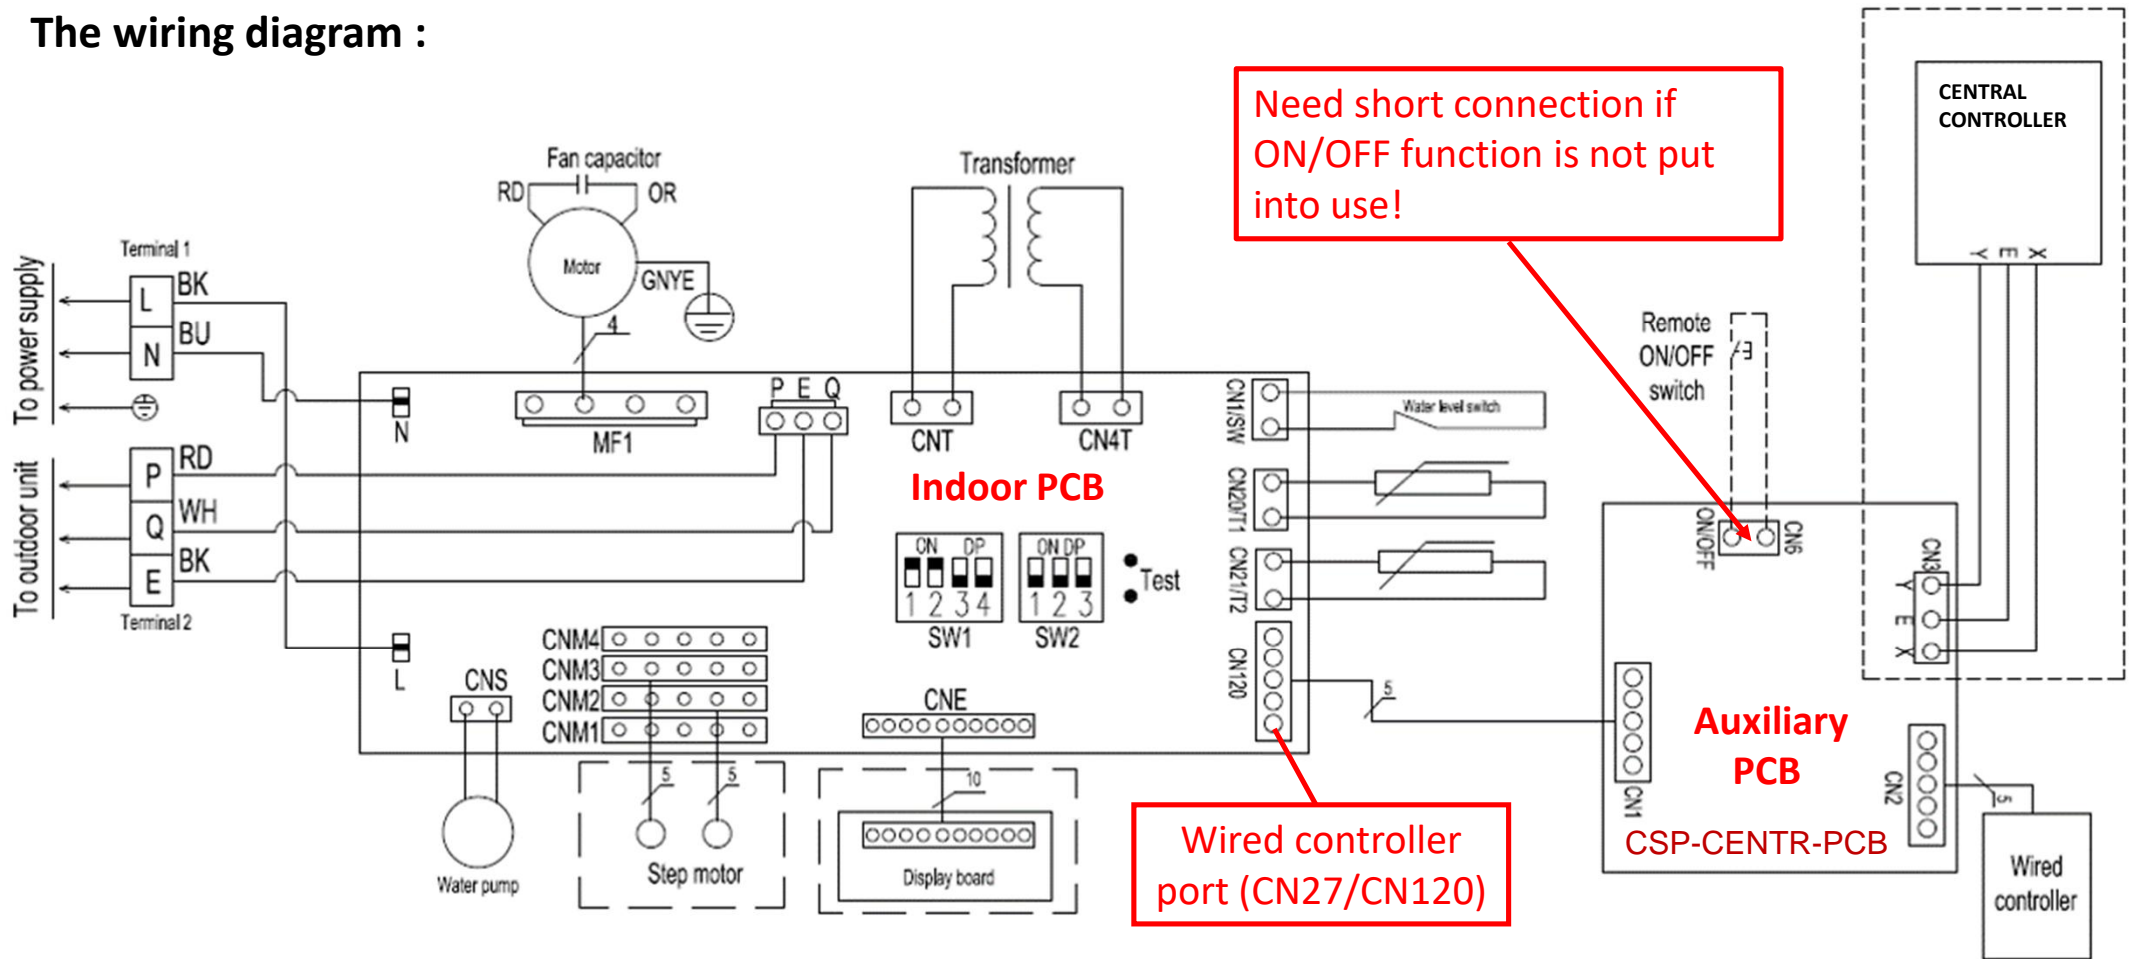 The wiring diagram :
Need short connection if
ON/OFF function is not put
into use!
CENTRAL
CONTROLLER
Y E X
Fan capacitor
RD
OR
Motor
GNYE
4
Transformer
To power supply
Terminal 1
L
BK
N
BU
To outdoor unit
P
RD
Q
WH
E
BK
Terminal 2
N
L
MF1
P E Q
CNT
CN4T
Indoor PCB
ON DP
1 2 3 4
SW1
ON DP
1 2 3
SW2
Test
CN1/SW
Water level switch
CN20/T1
CN21/T2
CN120
5
CNM4
CNM3
CNM2
CNM1
CNS
Water pump
5
5
Step motor
CNE
10
Display board
Wired controller
port (CN27/CN120)
Remote
ON/OFF
switch
ON/OFF
CN6
CN3
Y
E
X
Auxiliary
PCB
CSP-CENTR-PCB
CN1
CN2
5
Wired
controller